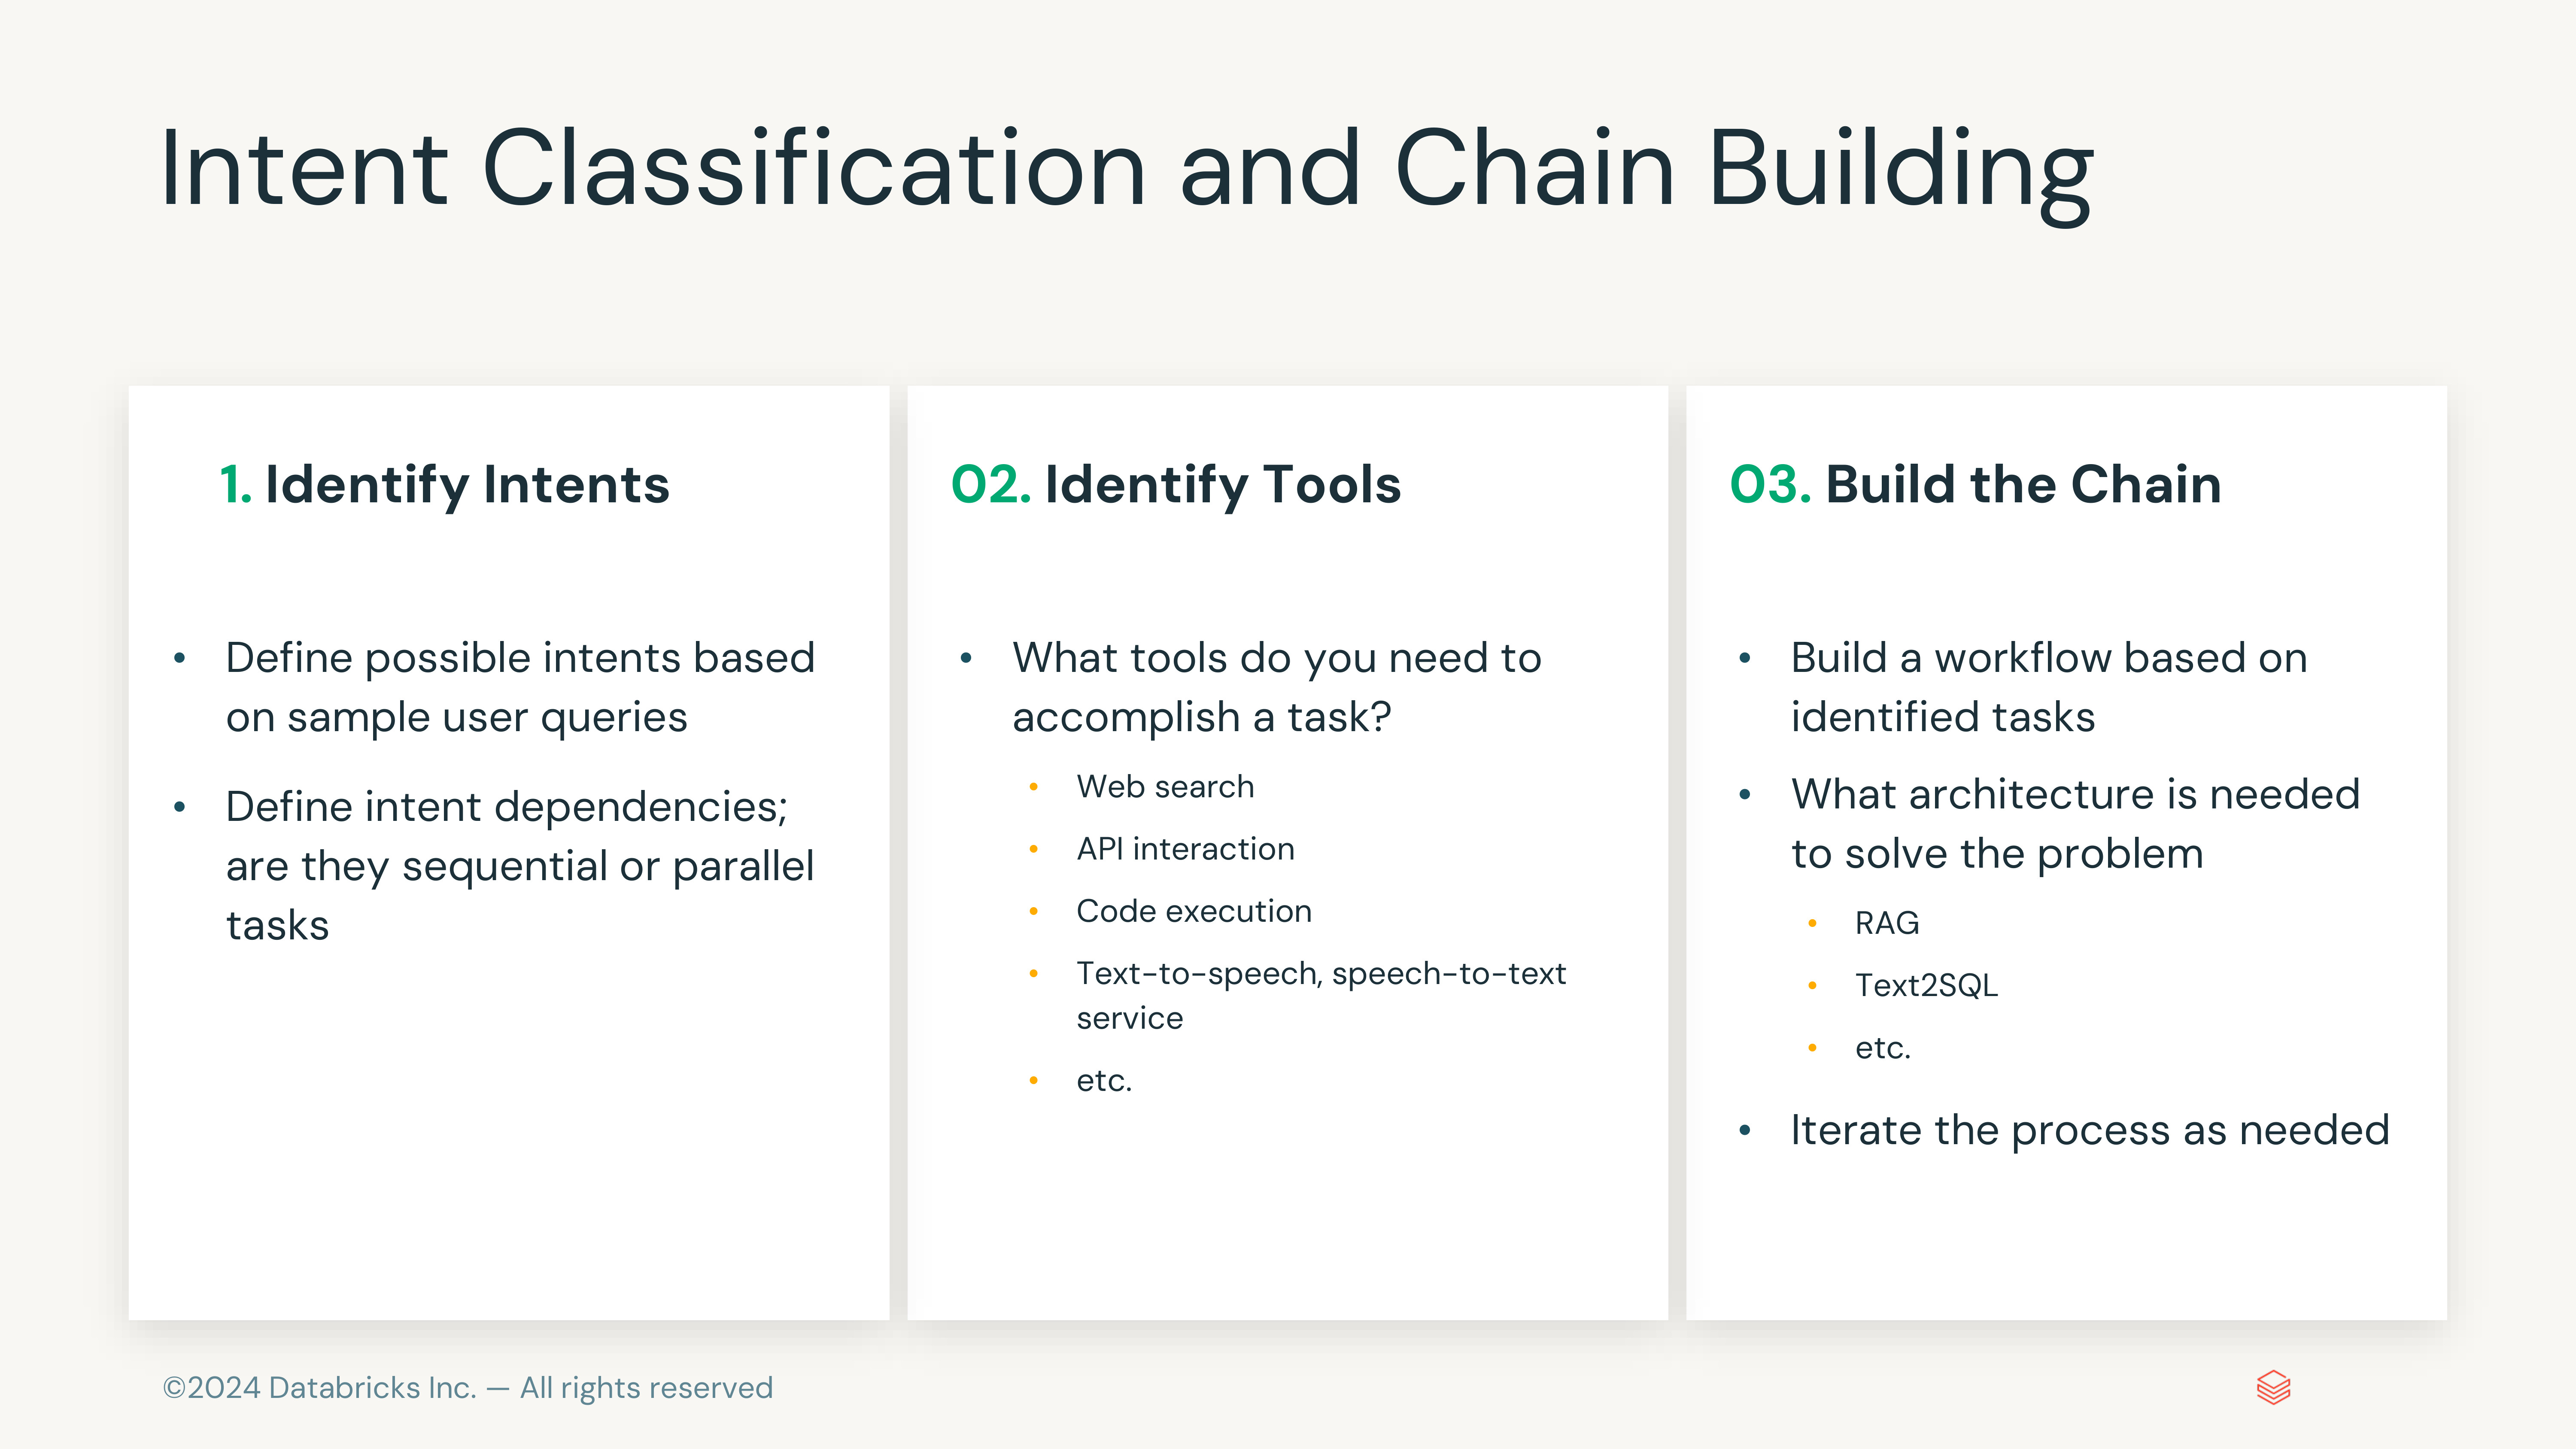 Intent Classification and Chain Building
1. Identify Intents
• Define possible intents based
on sample user queries
• Define intent dependencies;
are they sequential or parallel
tasks
02. Identify Tools
• What tools do you need to
accomplish a task?
• Web search
• API interaction
• Code execution
• Text-to-speech, speech-to-text
service
• etc.
03. Build the Chain
• Build a workflow based on
identified tasks
• What architecture is needed
to solve the problem
• RAG
• Text2SQL
• etc.
• Iterate the process as needed
©2024 Databricks Inc. — All rights reserved